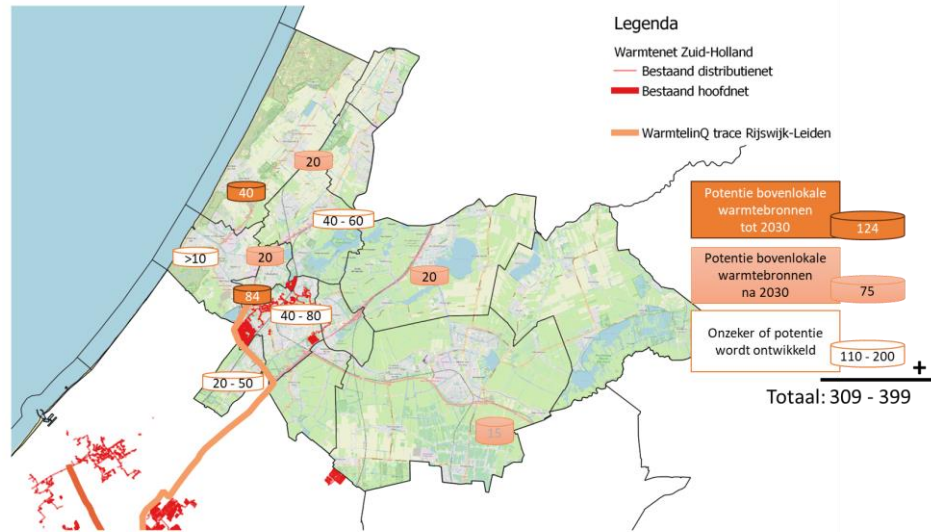 Legenda
Warmtenet Zuid-Holland
Bestaand distributienet
Bestaand hoofdnet
WarmtelinQ trace Rijswijk-Leiden
20
40
40 - 60
>10
20
20
84
40 - 80
20 - 50
15
Potentie bovenlokale
warmtebronnen
tot 2030
124
Potentie bovenlokale
warmtebronnen
na 2030
75
Onzeker of potentie
wordt ontwikkeld
110 - 200
+
Totaal: 309 - 399